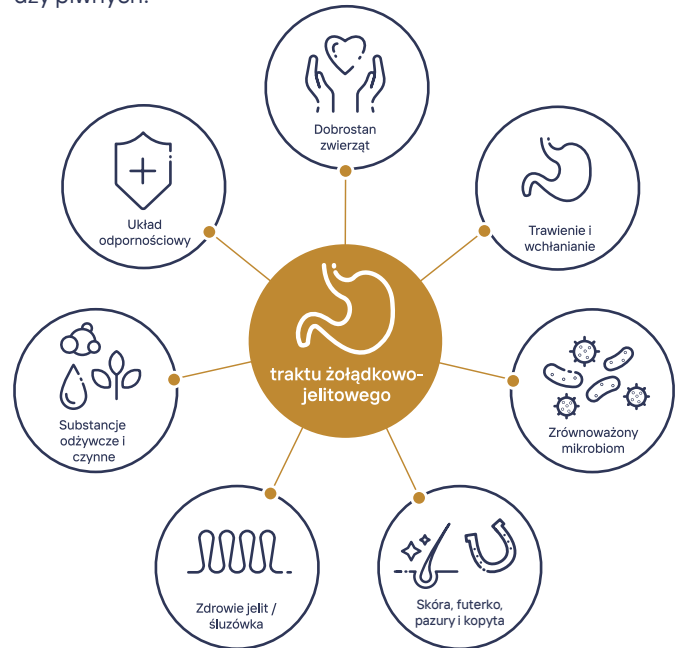 Dobrostan
zwierząt
Układ
odpornościowy
Trawienie i
wchłanianie
traktu żołądkowo-
jelitowego
Substancje
odżywcze i
czynne
Zrównoważony
mikrobiom
Zdrowie jelit /
śluzówka
Skóra, futerko,
pazury i kopyta